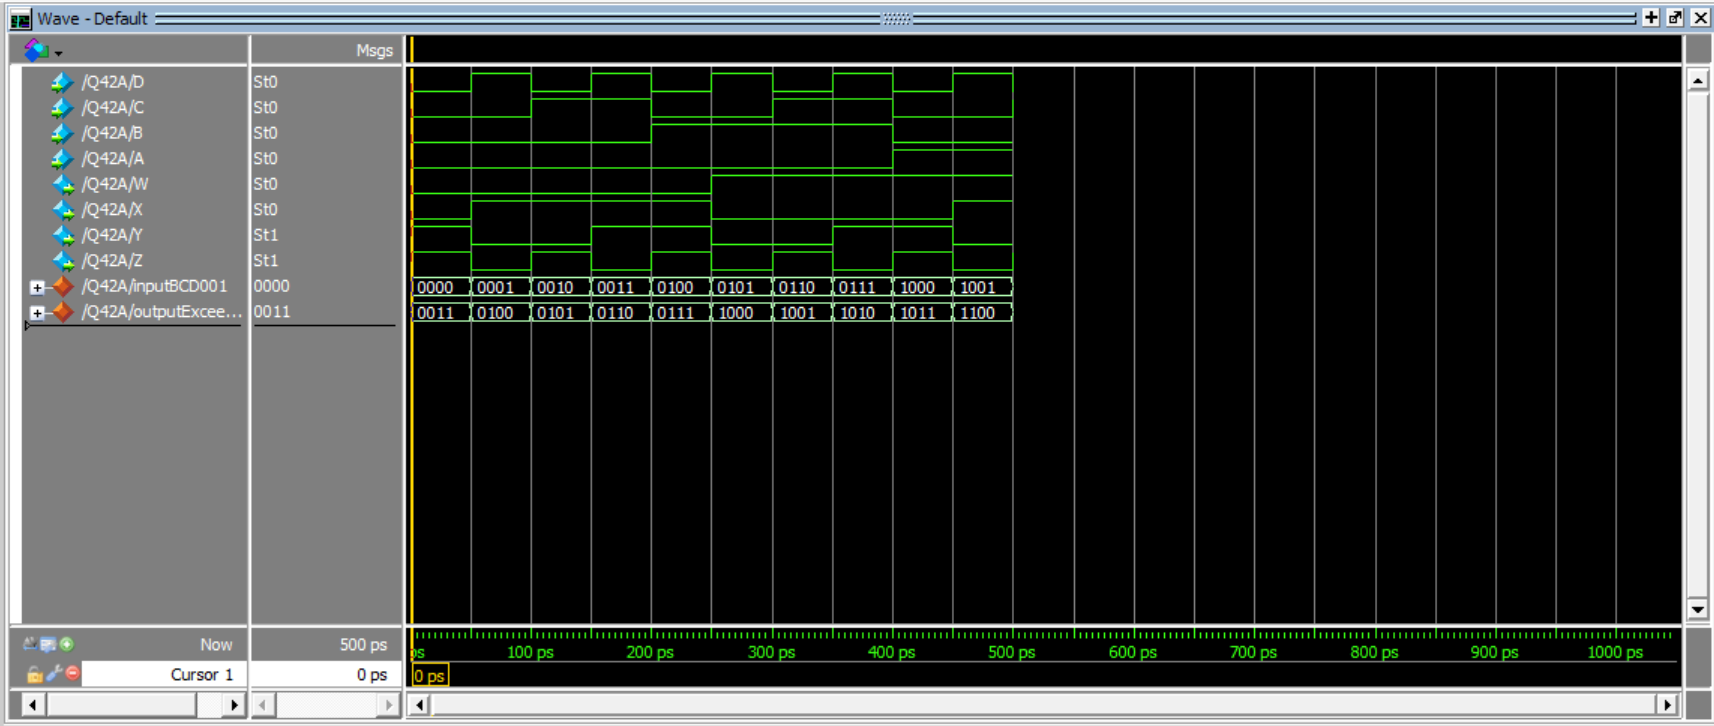 Wave - Default
Msgs
/Q42A/D St0
/Q42A/C St0
/Q42A/B St0
/Q42A/A St0
/Q42A/W St0
/Q42A/X St0
/Q42A/Y St1
/Q42A/Z St1
/Q42A/inputBCD001 0000 0000 0001 0010 0011 0100 0101 0110 0111 1000 1001
/Q42A/outputExcee... 0011 0011 0100 0101 0110 0111 1000 1001 1010 1011 1100
Now 500 ps ps 100 ps 200 ps 300 ps 400 ps 500 ps 600 ps 700 ps 800 ps 900 ps 1000 ps
Cursor 1 0 ps 0 ps